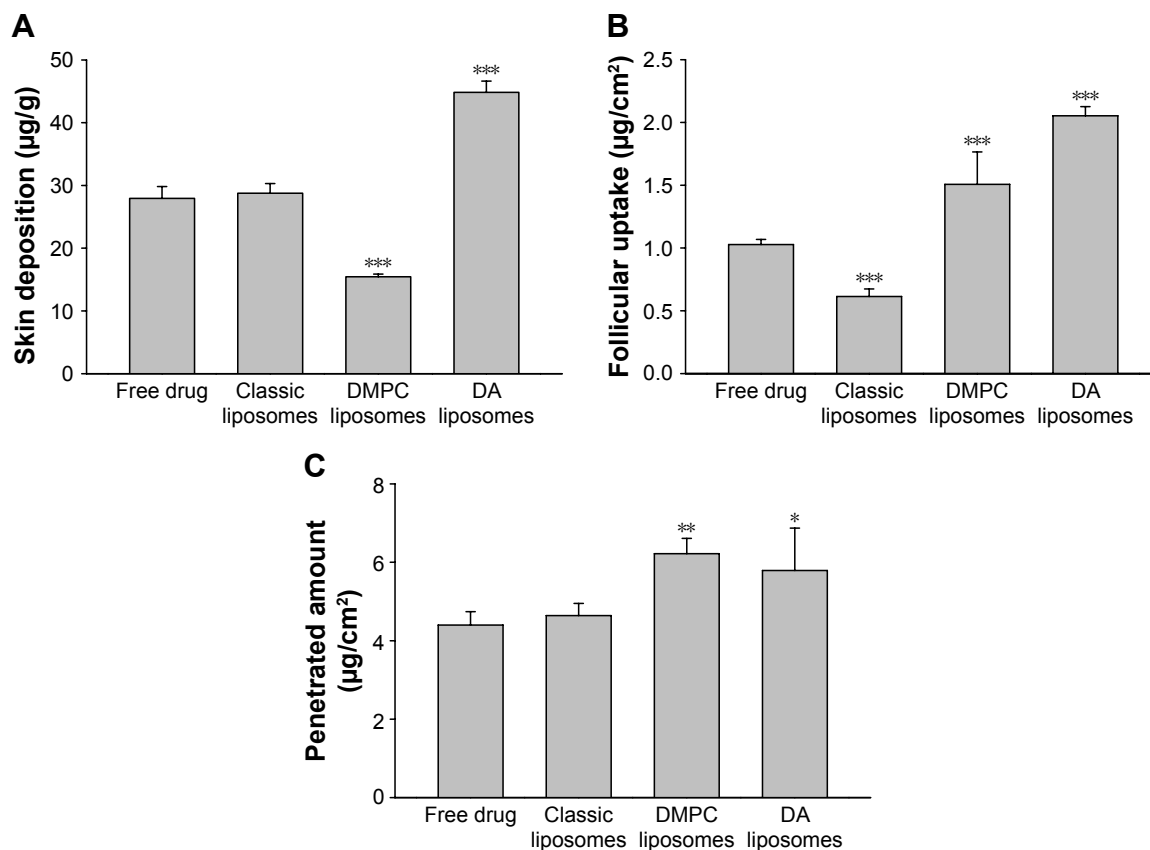 A
Skin deposition (µg/g)
50
40
30
20
10
0
***
***
Free drug
Classic
liposomes
DMPC
liposomes
DA
liposomes
B
Follicular uptake (µg/cm²)
2.5
2.0
1.5
1.0
0.5
0.0
***
***
***
Free drug
Classic
liposomes
DMPC
liposomes
DA
liposomes
C
Penetrated amount
(µg/cm²)
8
6
4
2
0
**
*
Free drug
Classic
liposomes
DMPC
liposomes
DA
liposomes